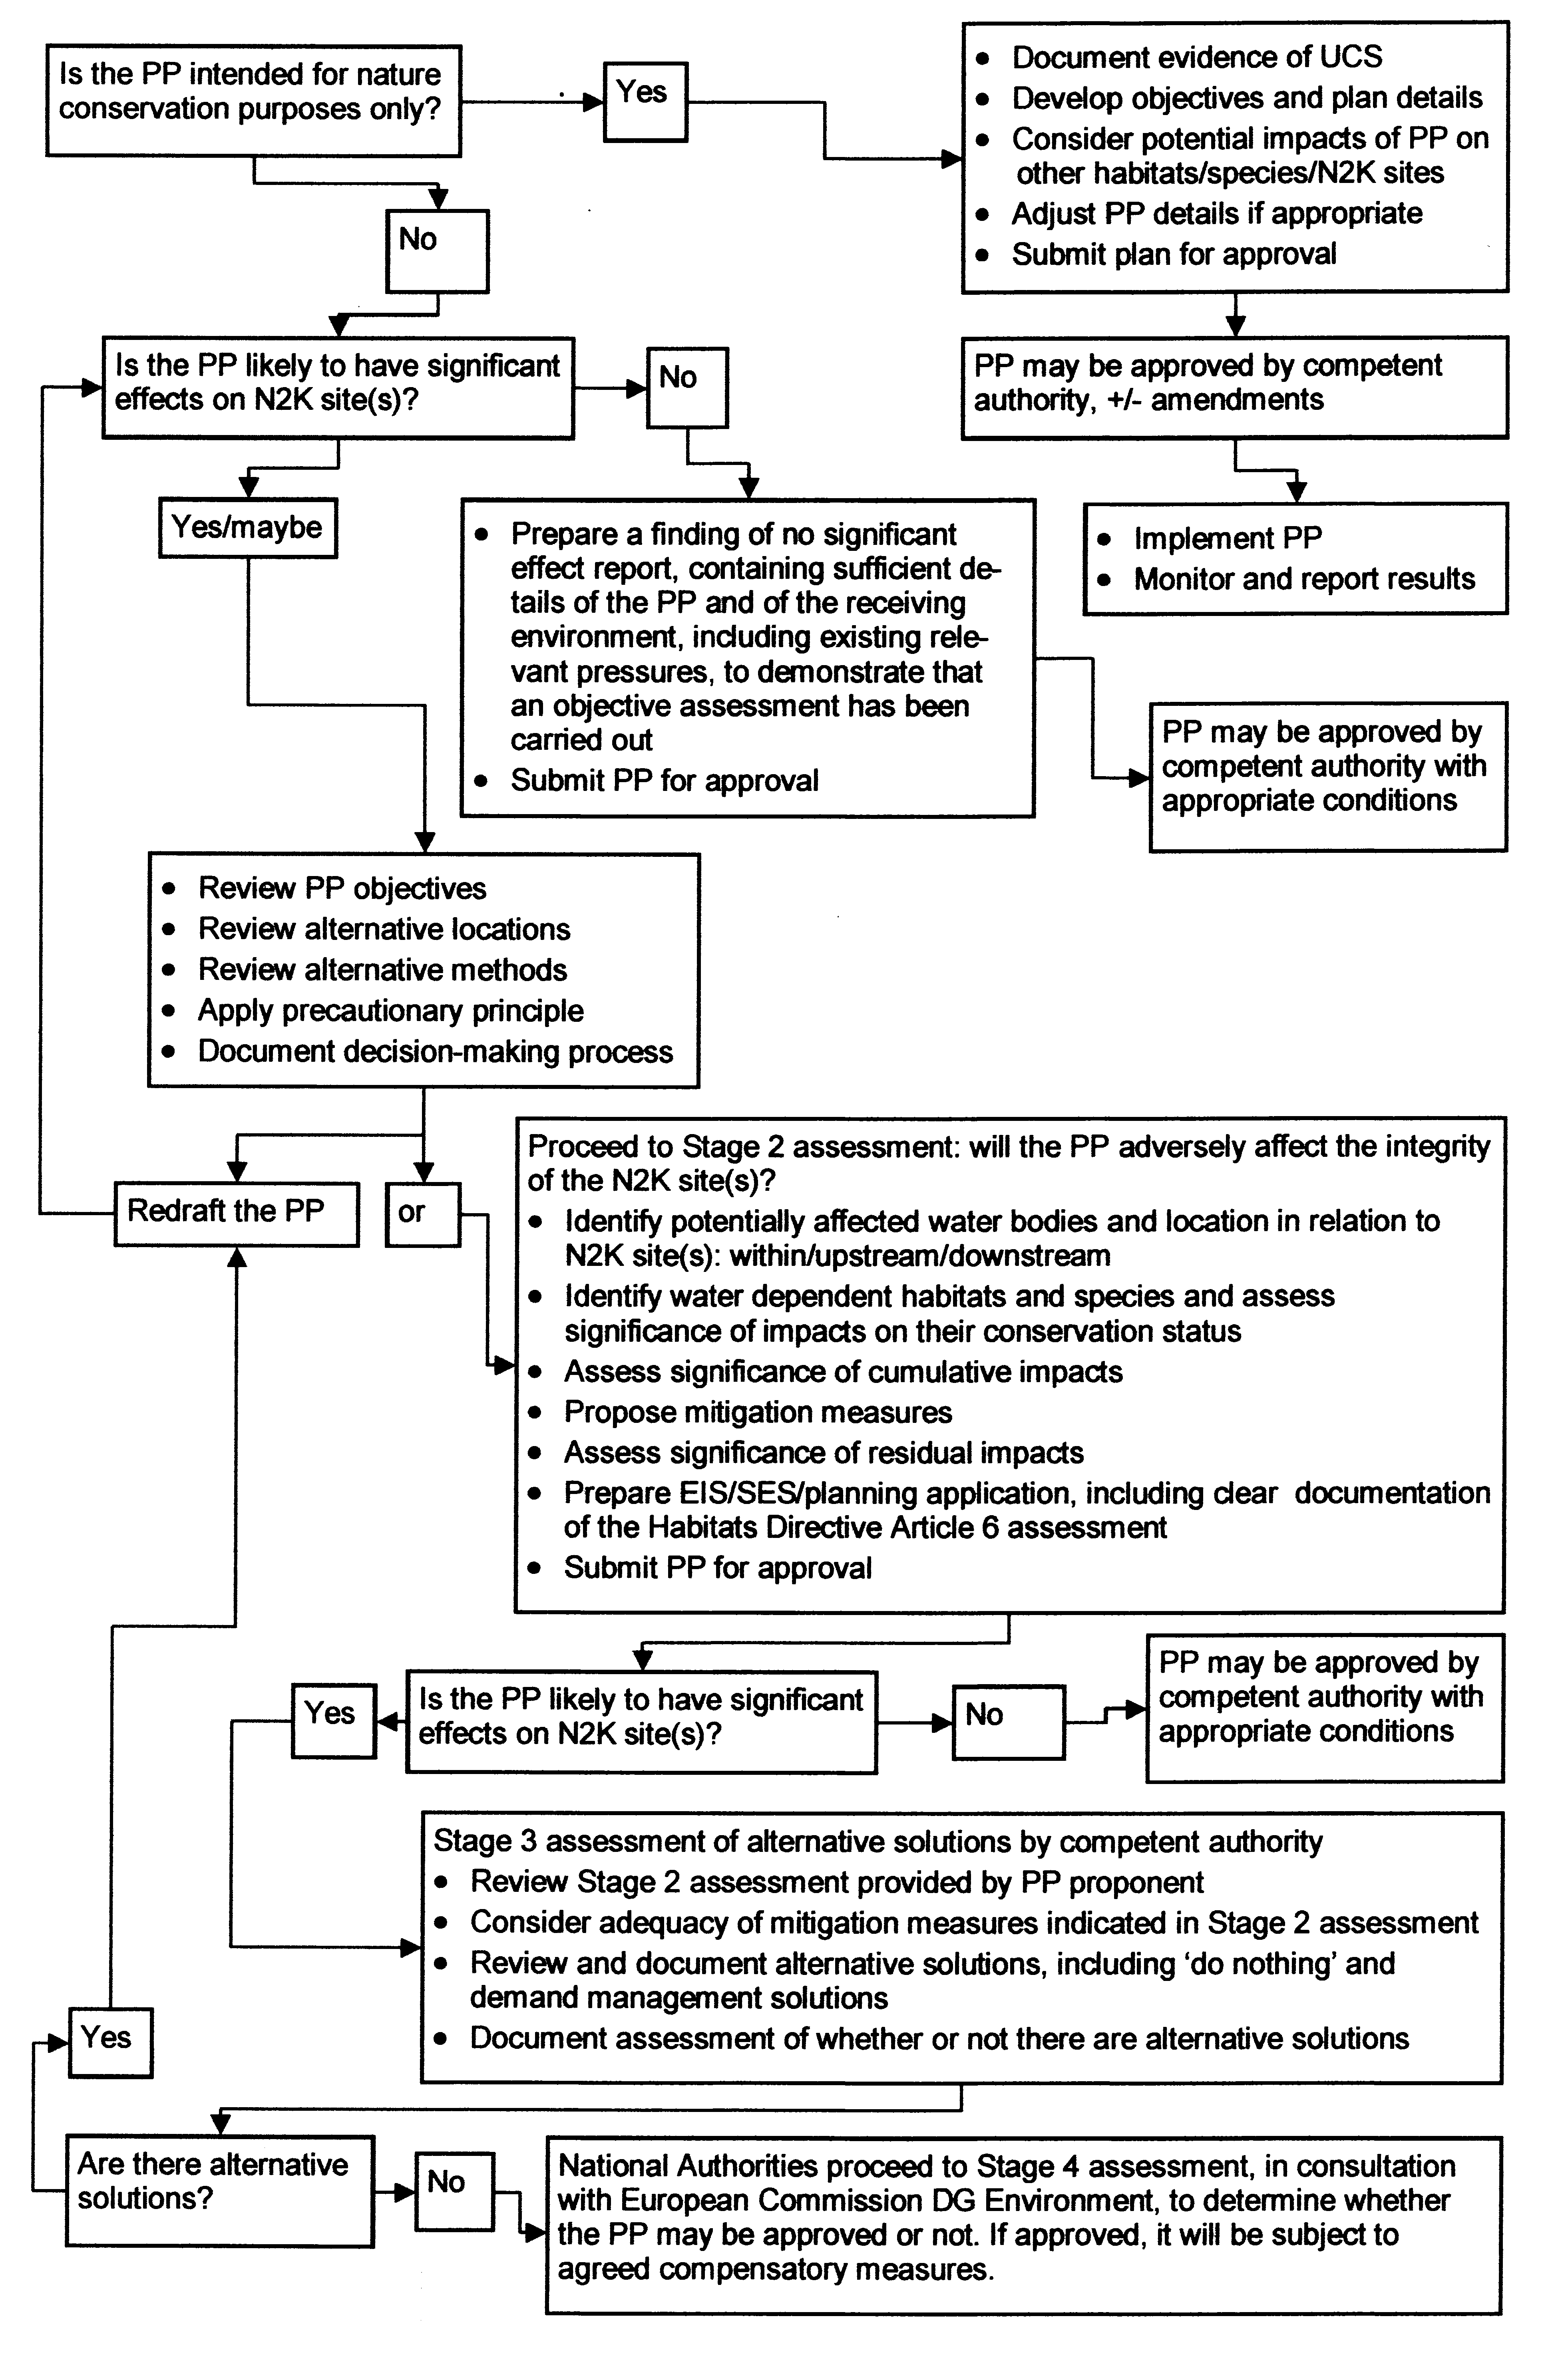 Is the PP intended for nature
conservation purposes only?
Yes
• Document evidence of UCS
• Develop objectives and plan details
• Consider potential impacts of PP on
other habitats/species/N2K sites
• Adjust PP details if appropriate
• Submit plan for approval
No
Is the PP likely to have significant
effects on N2K site(s)?
No
PP may be approved by competent
authority, +/- amendments
Yes/maybe
• Prepare a finding of no significant
effect report, containing sufficient de-
tails of the PP and of the receiving
environment, including existing rele-
vant pressures, to demonstrate that
an objective assessment has been
carried out
• Submit PP for approval
• Implement PP
• Monitor and report results
PP may be approved by
competent authority with
appropriate conditions
• Review PP objectives
• Review alternative locations
• Review alternative methods
• Apply precautionary principle
• Document decision-making process
Redraft the PP
or
Proceed to Stage 2 assessment: will the PP adversely affect the integrity
of the N2K site(s)?
• Identify potentially affected water bodies and location in relation to
N2K site(s): within/upstream/downstream
• Identify water dependent habitats and species and assess
significance of impacts on their conservation status
• Assess significance of cumulative impacts
• Propose mitigation measures
• Assess significance of residual impacts
• Prepare EIS/SES/planning application, including clear documentation
of the Habitats Directive Article 6 assessment
• Submit PP for approval
Yes
Is the PP likely to have significant
effects on N2K site(s)?
No
PP may be approved by
competent authority with
appropriate conditions
Stage 3 assessment of alternative solutions by competent authority
• Review Stage 2 assessment provided by PP proponent
• Consider adequacy of mitigation measures indicated in Stage 2 assessment
• Review and document alternative solutions, including ‘do nothing’ and
demand management solutions
• Document assessment of whether or not there are alternative solutions
Yes
Are there alternative
solutions?
No
National Authorities proceed to Stage 4 assessment, in consultation
with European Commission DG Environment, to determine whether
the PP may be approved or not. If approved, it will be subject to
agreed compensatory measures.